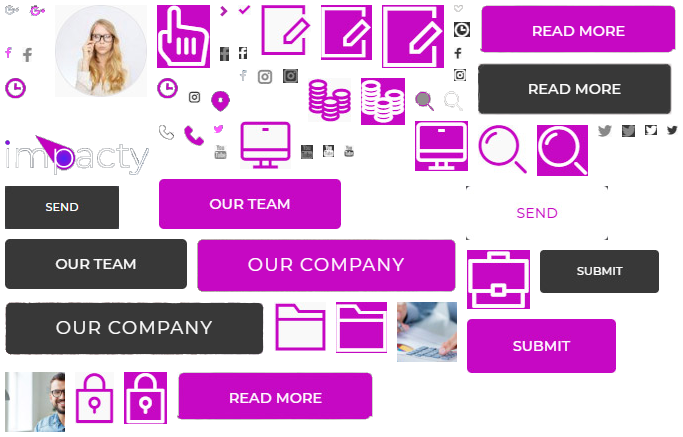 READ MORE
READ MORE
impacty
SEND
OUR TEAM
SEND
OUR TEAM
OUR COMPANY
SUBMIT
OUR COMPANY
SUBMIT
READ MORE